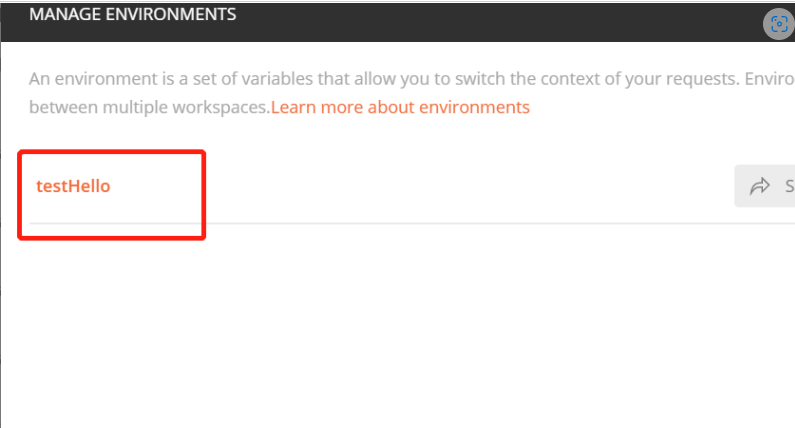 MANAGE ENVIRONMENTS
An environment is a set of variables that allow you to switch the context of your requests. Enviro
between multiple workspaces.Learn more about environments
testHello
S